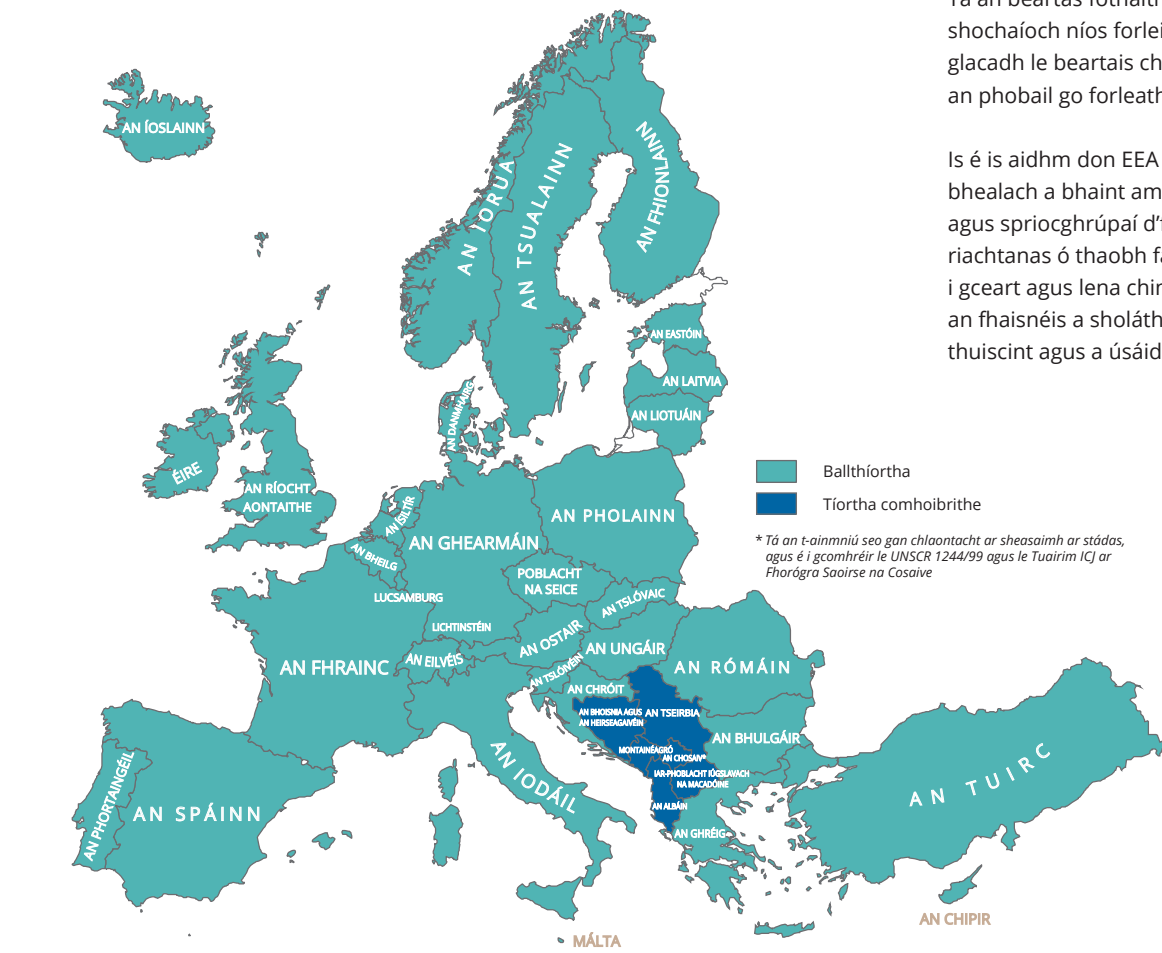 Tá an beartas
shochaíoch níos
glacadh le beartais
an phobail go
Is é is aidhm don EEA
bhealach a bhaint
agus spriocghrúpaí
riachtanas ó thaobh
i gceart agus lena
an fhaisnéis a
thuiscint agus a úsáid
AN ÍOSLAINN
AN IORUA
AN TSUALAINN
AN FHIONLAINN
AN EASTÓIN
AN LAITVIA
AN LIOTUÁIN
AN DANMHAIRG
ÉIRE
AN RÍOCHT
AONTAITHE
AN ÍSILTÍR
AN BHEILG
LUCSAMBURG
AN GHEARMÁIN
AN PHOLAINN
POBLACHT
NA SEICE
AN TSLÓVAIC
LICHTINSTÉIN
AN OSTAIR
AN UNGÁIR
AN FHRAINC
AN EILVÉIS
AN TSLÓIVÉIN
AN CHRÓIT
AN RÓMÁIN
AN BHOISNIA AGUS
AN HEIRSEAGAIVÉIN
AN TSEIRBIA
MONTAINÉAGRÓ
AN CHOSAIV*
AN BHULGÁIR
IAR-PHOBLACHT IÚGSLAVACH
NA MACADÓINE
AN ALBÁIN
AN GHRÉIG
AN IODÁIL
AN PHORTAINGÉIL
AN SPÁINN
AN TUIRC
MÁLTA
AN CHIPIR
Ballthíortha
Tíortha comhoibrithe
* Tá an t-ainmniú seo gan chlaontacht ar sheasaimh ar stádas,
agus é i gcomhréir le UNSCR 1244/99 agus le Tuairim ICJ ar
Fhorógra Saoirse na Cosaive